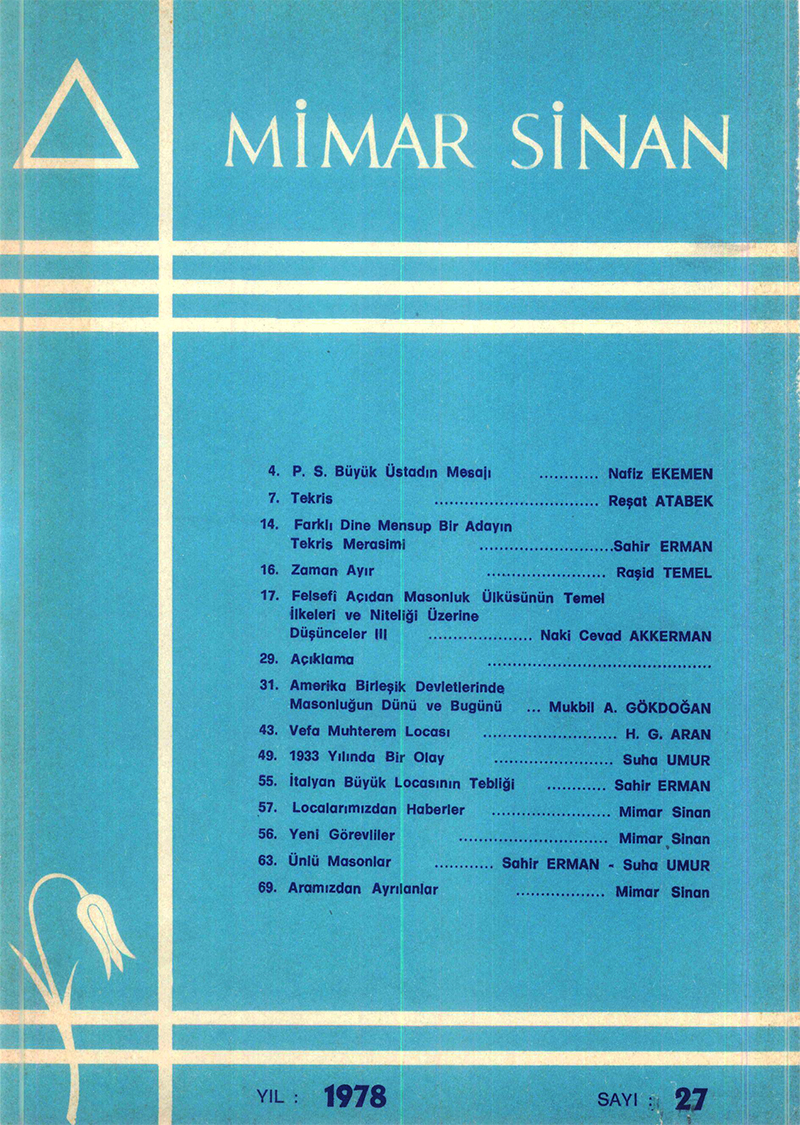 MİMAR SİNAN
4. P. S. Büyük Üstadın Mesajı ............ Nafiz EKEMEN
7. Tekris ............................... Reşat ATABEK
14. Farklı Dine Mensup Bir Adayın
Tekris Merasimi .........................Sahir ERMAN
16. Zaman Ayır ....................... Raşid TEMEL
17. Felsefi Açıdan Masonluk Ülküsünün Temel
İlkeleri ve Niteliği Üzerine
Düşünceler III .................... Naki Cevad AKKERMAN
29. Açıklama ...........................................
31. Amerika Birleşik Devletlerinde
Masonluğun Dünü ve Bugünü ... Mukbil A. GÖKDOĞAN
43. Vefa Muhterem Locası .......................... H. G. ARAN
49. 1933 Yılında Bir Olay ....................... Suha UMUR
55. İtalyan Büyük Locasının Tebliği ............ Sahir ERMAN
57. Localarımızdan Haberler ....................... Mimar Sinan
56. Yeni Görevliler ............................. Mimar Sinan
63. Ünlü Masonlar ............ Sahir ERMAN - Suha UMUR
69. Aramızdan Ayrılanlar .................. Mimar Sinan
YIL : 1978 SAYI : 27